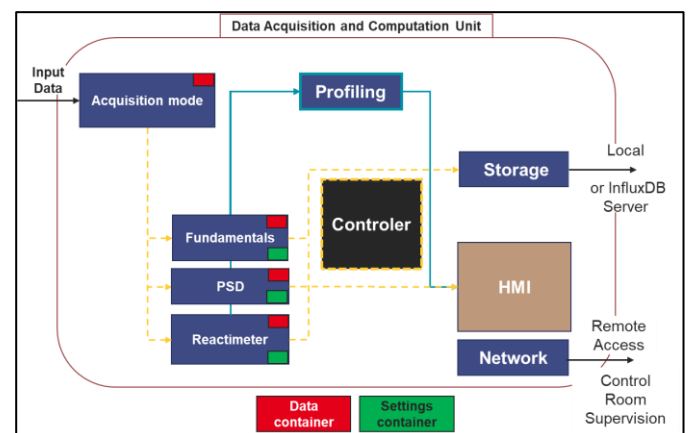 Data Acquisition and Computation Unit
Input
Data
Acquisition mode
Profiling
Storage
Local
or InfluxDB
Server
Controler
Fundamentals
PSD
Reactimeter
HMI
Network
Remote
Access
Control
Room
Supervision
Data
container
Settings
container